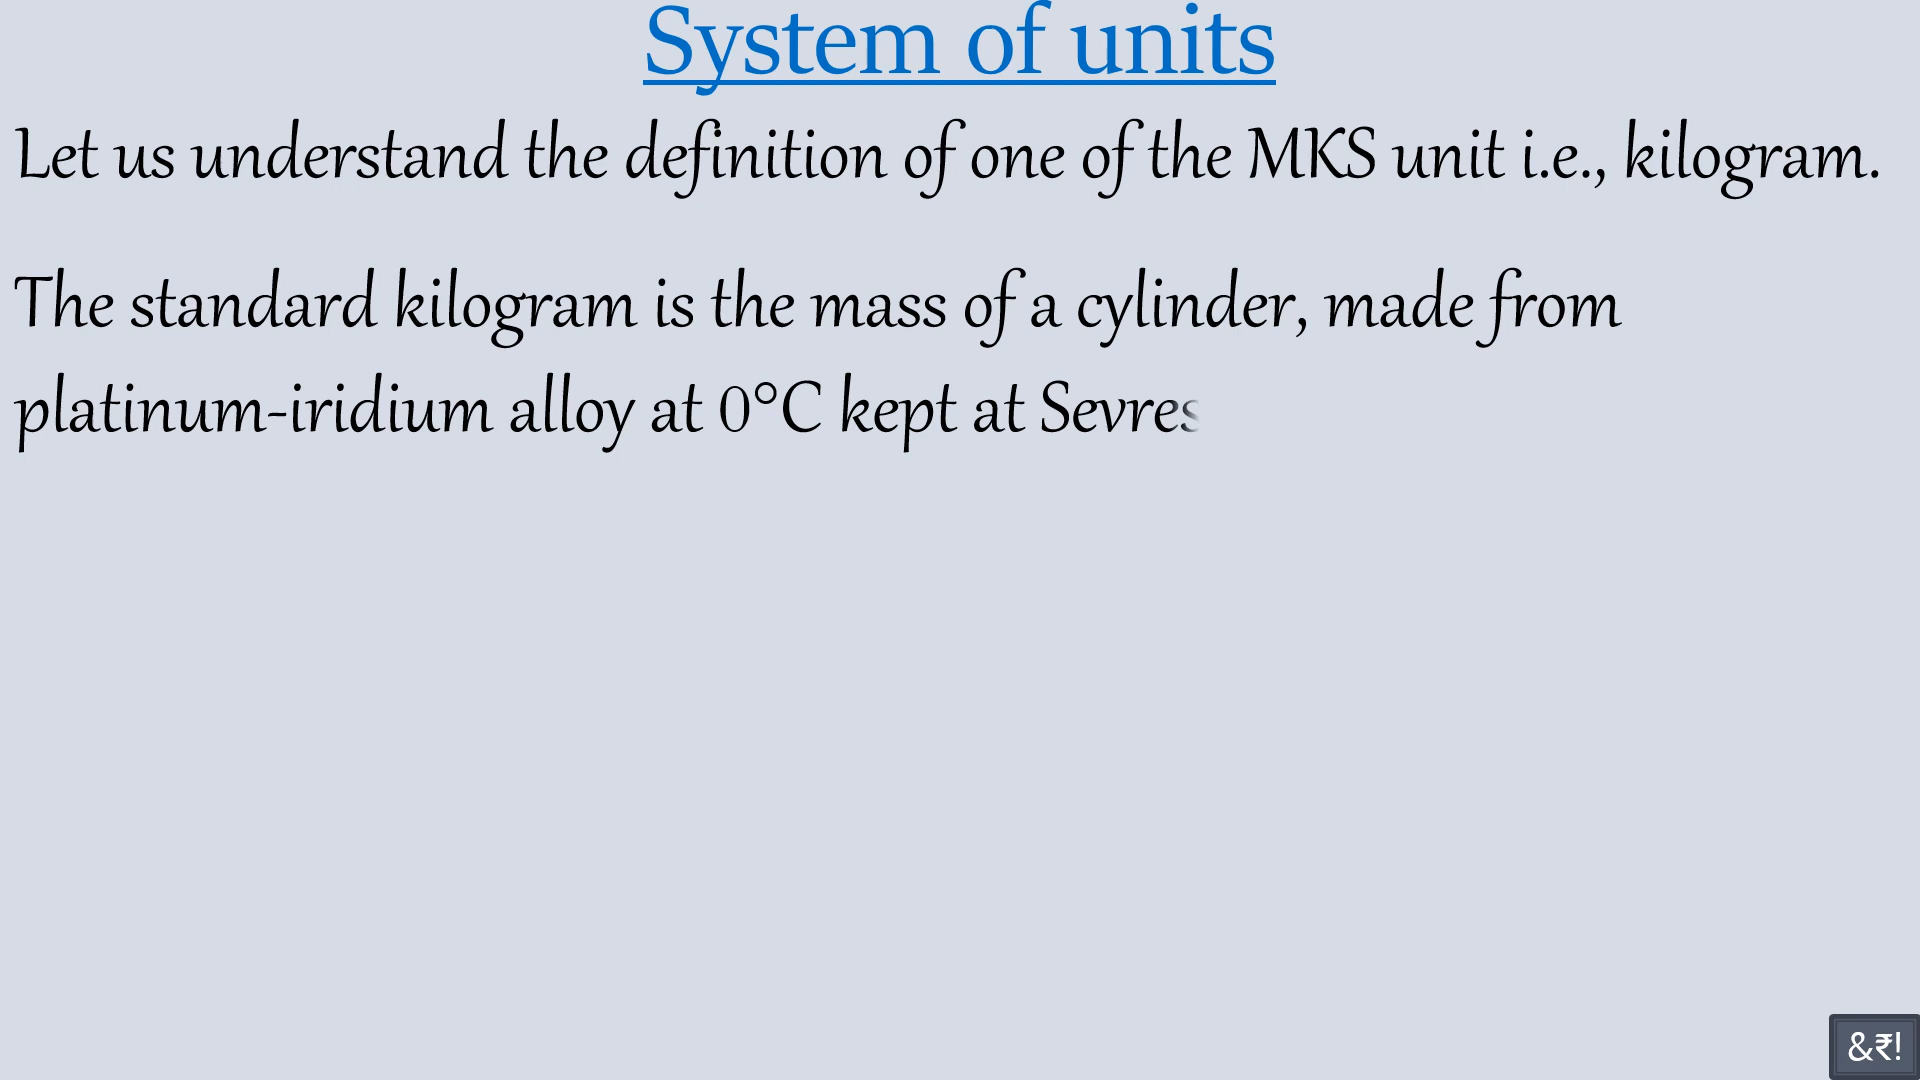 System of units
Let us understand the definition of one of the MKS unit i.e., kilogram.
The standard kilogram is the mass of a cylinder, made from
platinum-iridium alloy at 0°C kept at Sevres
&₹!